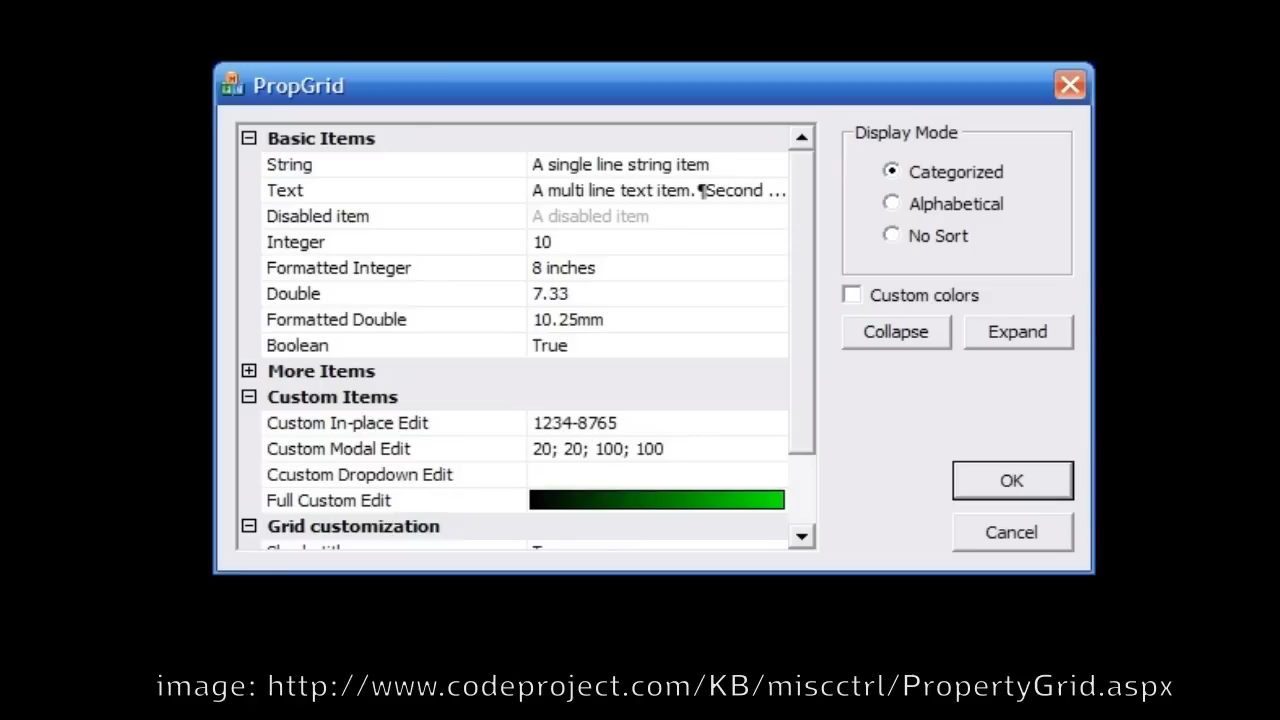 PropGrid
Basic Items
String A single line string item
Text A multi line text item.¶Second ...
Disabled item A disabled item
Integer 10
Formatted Integer 8 inches
Double 7.33
Formatted Double 10.25mm
Boolean True
More Items
Custom Items
Custom In-place Edit 1234-8765
Custom Modal Edit 20; 20; 100; 100
Ccustom Dropdown Edit
Full Custom Edit
Grid customization
Display Mode
Categorized
Alphabetical
No Sort
Custom colors
Collapse Expand
OK
Cancel
image: http://www.codeproject.com/KB/miscctrl/PropertyGrid.aspx